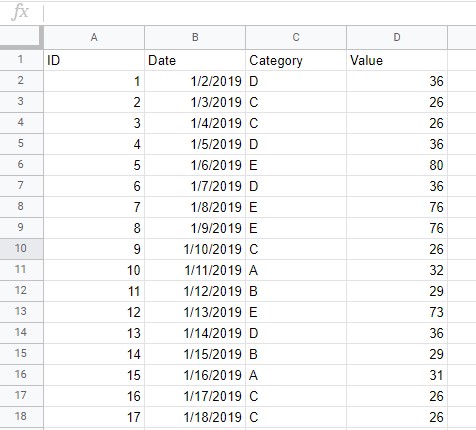 fx
A B C D
1 ID Date Category Value
2 1 1/2/2019 D 36
3 2 1/3/2019 C 26
4 3 1/4/2019 C 26
5 4 1/5/2019 D 36
6 5 1/6/2019 E 80
7 6 1/7/2019 D 36
8 7 1/8/2019 E 76
9 8 1/9/2019 E 76
10 9 1/10/2019 C 26
11 10 1/11/2019 A 32
12 11 1/12/2019 B 29
13 12 1/13/2019 E 73
14 13 1/14/2019 D 36
15 14 1/15/2019 B 29
16 15 1/16/2019 A 31
17 16 1/17/2019 C 26
18 17 1/18/2019 C 26